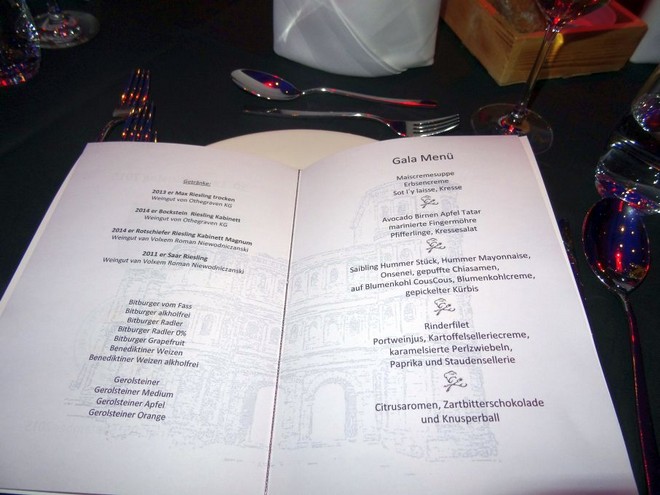 Getränke:
2013 er Max Riesling trocken
Weingut von Othegraven KG
2014 er Bockstein Riesling Kabinett
Weingut von Othegraven KG
2014 er Rotschiefer Riesling Kabinett Magnum
Weingut van Volxem Roman Niewodniczanski
2011 er Saar Riesling
Weingut van Volxem Roman Niewodniczanski
Bitburger vom Fass
Bitburger alkholfrei
Bitburger Radler
Bitburger Radler 0%
Bitburger Grapefruit
Benediktiner Weizen
Benediktiner Weizen alkholfrei
Gerolsteiner
Gerolsteiner Medium
Gerolsteiner Apfel
Gerolsteiner Orange
Gala Menü
Maiscremesuppe
Erbsencreme
Sot l´y laisse, Kresse
Avocado Birnen Apfel Tatar
marinierte Fingermöhre
Pfifferlinge, Kressesalat
Saibling Hummer Stück, Hummer Mayonnaise,
Onsenei, gepuffte Chiasamen,
auf Blumenkohl CousCous, Blumenkohlcreme,
gepickelter Kürbis
Rinderfilet
Portweinjus, Kartoffelselleriecreme,
karamelsierte Perlzwiebeln,
Paprika und Staudensellerie
Citrusaromen, Zartbitterschokolade
und Knusperball